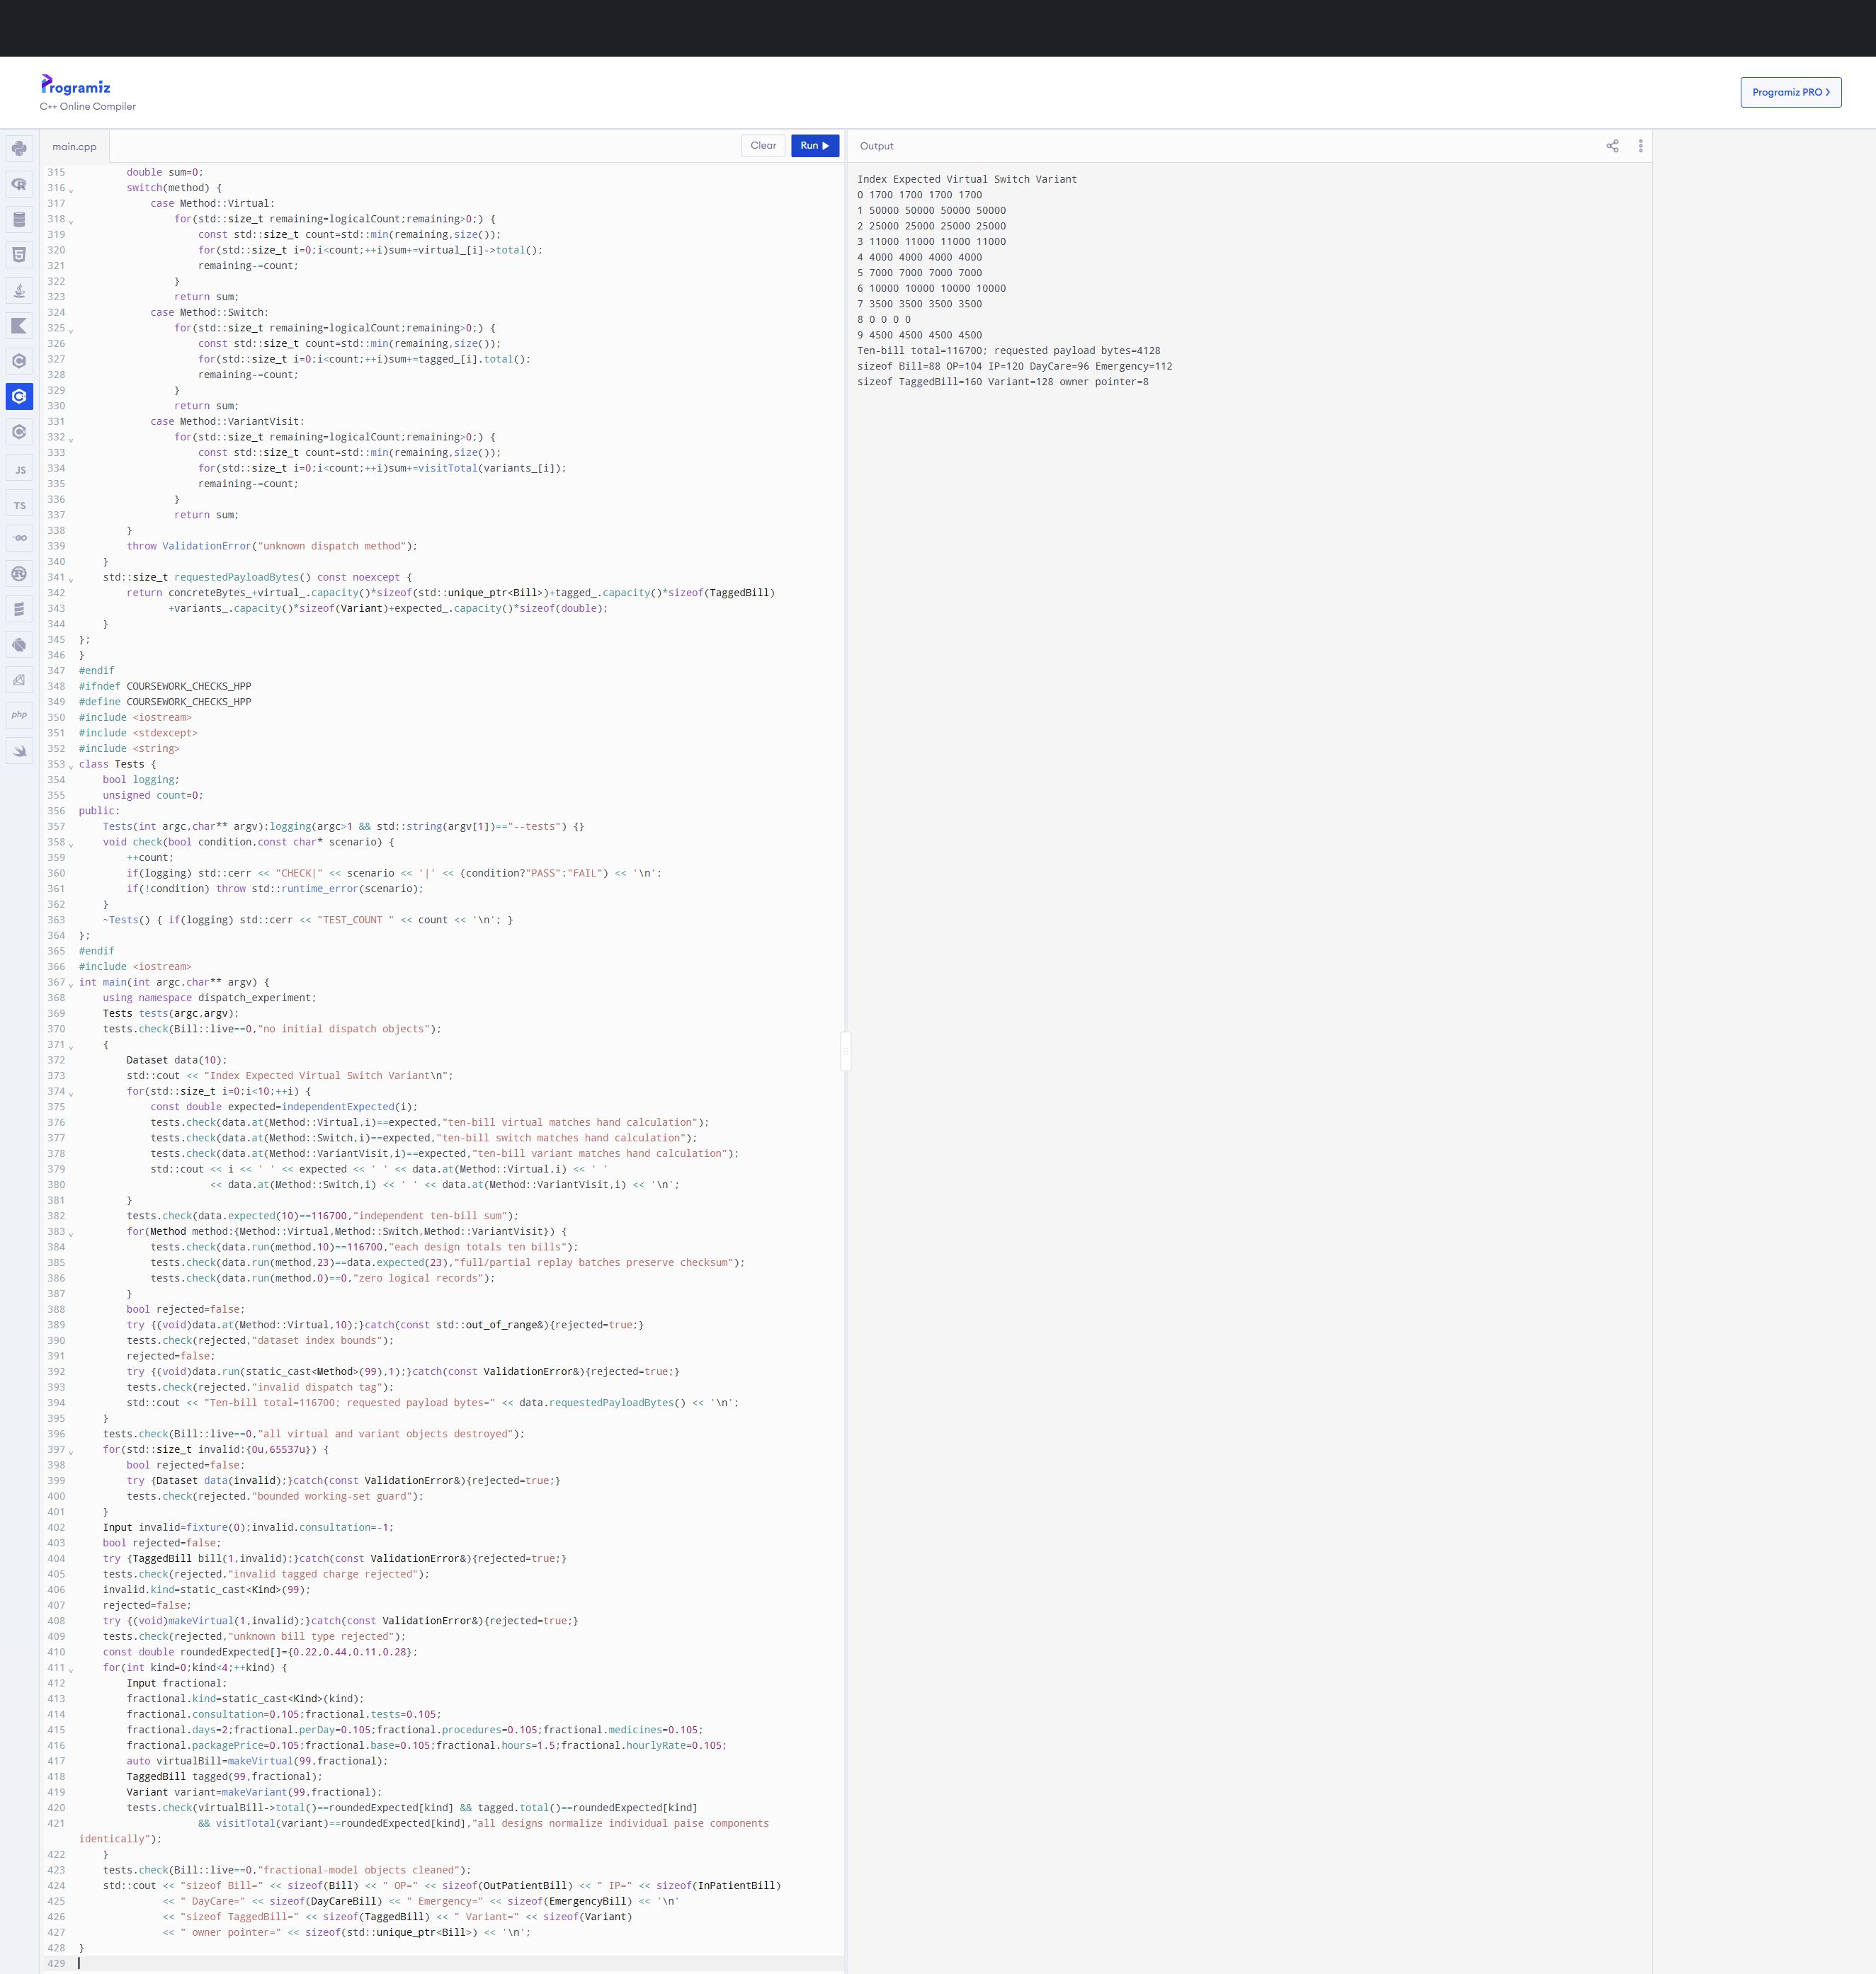 Programiz
C++ Online Compiler
Programiz PRO
main.cpp
Clear
Run
Output
JS
TS
GO
php
315         double sum=0;
316         switch(method) {
317             case Method::Virtual:
318                 for(std::size_t remaining=logicalCount;remaining>0;) {
319                     const std::size_t count=std::min(remaining,size());
320                     for(std::size_t i=0;i<count;++i)sum+=virtual_[i]->total();
321                     remaining-=count;
322                 }
323                 return sum;
324             case Method::Switch:
325                 for(std::size_t remaining=logicalCount;remaining>0;) {
326                     const std::size_t count=std::min(remaining,size());
327                     for(std::size_t i=0;i<count;++i)sum+=tagged_[i].total();
328                     remaining-=count;
329                 }
330                 return sum;
331             case Method::VariantVisit:
332                 for(std::size_t remaining=logicalCount;remaining>0;) {
333                     const std::size_t count=std::min(remaining,size());
334                     for(std::size_t i=0;i<count;++i)sum+=visitTotal(variants_[i]);
335                     remaining-=count;
336                 }
337                 return sum;
338         }
339         throw ValidationError("unknown dispatch method");
340     }
341     std::size_t requestedPayloadBytes() const noexcept {
342         return concreteBytes_+virtual_.capacity()*sizeof(std::unique_ptr<Bill>)+tagged_.capacity()*sizeof(TaggedBill)
343                +variants_.capacity()*sizeof(Variant)+expected_.capacity()*sizeof(double);
344     }
345 };
346 }
347 #endif
348 #ifndef COURSEWORK_CHECKS_HPP
349 #define COURSEWORK_CHECKS_HPP
350 #include <iostream>
351 #include <stdexcept>
352 #include <string>
353 class Tests {
354     bool logging;
355     unsigned count=0;
356 public:
357     Tests(int argc,char** argv):logging(argc>1 && std::string(argv[1])=="--tests") {}
358     void check(bool condition,const char* scenario) {
359         ++count;
360         if(logging) std::cerr << "CHECK|" << scenario << '|' << (condition?"PASS":"FAIL") << '\n';
361         if(!condition) throw std::runtime_error(scenario);
362     }
363     ~Tests() { if(logging) std::cerr << "TEST_COUNT " << count << '\n'; }
364 };
365 #endif
366 #include <iostream>
367 int main(int argc,char** argv) {
368     using namespace dispatch_experiment;
369     Tests tests(argc,argv);
370     tests.check(Bill::live==0,"no initial dispatch objects");
371     {
372         Dataset data(10);
373         std::cout << "Index Expected Virtual Switch Variant\n";
374         for(std::size_t i=0;i<10;++i) {
375             const double expected=independentExpected(i);
376             tests.check(data.at(Method::Virtual,i)==expected,"ten-bill virtual matches hand calculation");
377             tests.check(data.at(Method::Switch,i)==expected,"ten-bill switch matches hand calculation");
378             tests.check(data.at(Method::VariantVisit,i)==expected,"ten-bill variant matches hand calculation");
379             std::cout << i << ' ' << expected << ' ' << data.at(Method::Virtual,i) << ' '
380                       << data.at(Method::Switch,i) << ' ' << data.at(Method::VariantVisit,i) << '\n';
381         }
382         tests.check(data.expected(10)==116700,"independent ten-bill sum");
383         for(Method method:{Method::Virtual,Method::Switch,Method::VariantVisit}) {
384             tests.check(data.run(method,10)==116700,"each design totals ten bills");
385             tests.check(data.run(method,23)==data.expected(23),"full/partial replay batches preserve checksum");
386             tests.check(data.run(method,0)==0,"zero logical records");
387         }
388         bool rejected=false;
389         try {(void)data.at(Method::Virtual,10);}catch(const std::out_of_range&){rejected=true;}
390         tests.check(rejected,"dataset index bounds");
391         rejected=false;
392         try {(void)data.run(static_cast<Method>(99),1);}catch(const ValidationError&){rejected=true;}
393         tests.check(rejected,"invalid dispatch tag");
394         std::cout << "Ten-bill total=116700; requested payload bytes=" << data.requestedPayloadBytes() << '\n';
395     }
396     tests.check(Bill::live==0,"all virtual and variant objects destroyed");
397     for(std::size_t invalid:{0u,65537u}) {
398         bool rejected=false;
399         try {Dataset data(invalid);}catch(const ValidationError&){rejected=true;}
400         tests.check(rejected,"bounded working-set guard");
401     }
402     Input invalid=fixture(0);invalid.consultation=-1;
403     bool rejected=false;
404     try {TaggedBill bill(1,invalid);}catch(const ValidationError&){rejected=true;}
405     tests.check(rejected,"invalid tagged charge rejected");
406     invalid.kind=static_cast<Kind>(99);
407     rejected=false;
408     try {(void)makeVirtual(1,invalid);}catch(const ValidationError&){rejected=true;}
409     tests.check(rejected,"unknown bill type rejected");
410     const double roundedExpected[]={0.22,0.44,0.11,0.28};
411     for(int kind=0;kind<4;++kind) {
412         Input fractional;
413         fractional.kind=static_cast<Kind>(kind);
414         fractional.consultation=0.105;fractional.tests=0.105;
415         fractional.days=2;fractional.perDay=0.105;fractional.procedures=0.105;fractional.medicines=0.105;
416         fractional.packagePrice=0.105;fractional.base=0.105;fractional.hours=1.5;fractional.hourlyRate=0.105;
417         auto virtualBill=makeVirtual(99,fractional);
418         TaggedBill tagged(99,fractional);
419         Variant variant=makeVariant(99,fractional);
420         tests.check(virtualBill->total()==roundedExpected[kind] && tagged.total()==roundedExpected[kind]
421                     && visitTotal(variant)==roundedExpected[kind],"all designs normalize individual paise components
identically");
422     }
423     tests.check(Bill::live==0,"fractional-model objects cleaned");
424     std::cout << "sizeof Bill=" << sizeof(Bill) << " OP=" << sizeof(OutPatientBill) << " IP=" << sizeof(InPatientBill)
425               << " DayCare=" << sizeof(DayCareBill) << " Emergency=" << sizeof(EmergencyBill) << '\n'
426               << "sizeof TaggedBill=" << sizeof(TaggedBill) << " Variant=" << sizeof(Variant)
427               << " owner pointer=" << sizeof(std::unique_ptr<Bill>) << '\n';
428 }
429
Index Expected Virtual Switch Variant
0 1700 1700 1700 1700
1 50000 50000 50000 50000
2 25000 25000 25000 25000
3 11000 11000 11000 11000
4 4000 4000 4000 4000
5 7000 7000 7000 7000
6 10000 10000 10000 10000
7 3500 3500 3500 3500
8 0 0 0 0
9 4500 4500 4500 4500
Ten-bill total=116700; requested payload bytes=4128
sizeof Bill=88 OP=104 IP=120 DayCare=96 Emergency=112
sizeof TaggedBill=160 Variant=128 owner pointer=8